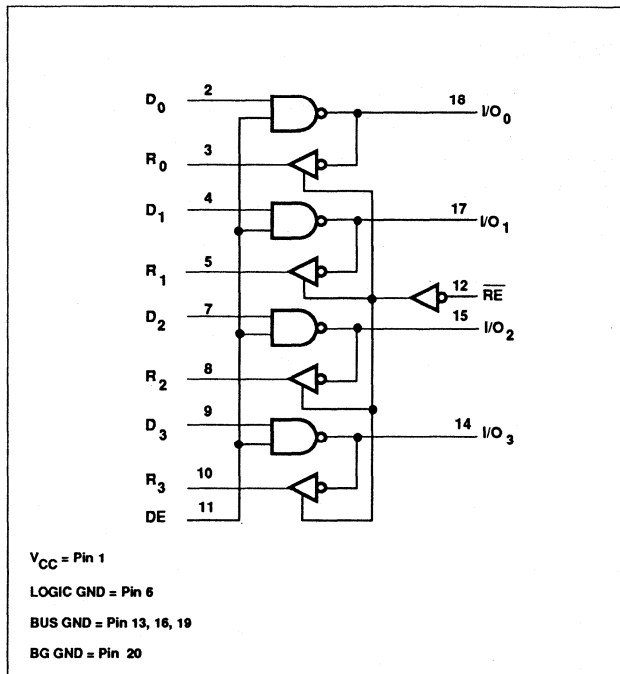 D0 2 18 I/O0
R0 3
D1 4 17 I/O1
R1 5
12 R̅E̅
D2 7 15 I/O2
R2 8
D3 9 14 I/O3
R3 10
DE 11
VCC = Pin 1
LOGIC GND = Pin 6
BUS GND = Pin 13, 16, 19
BG GND = Pin 20